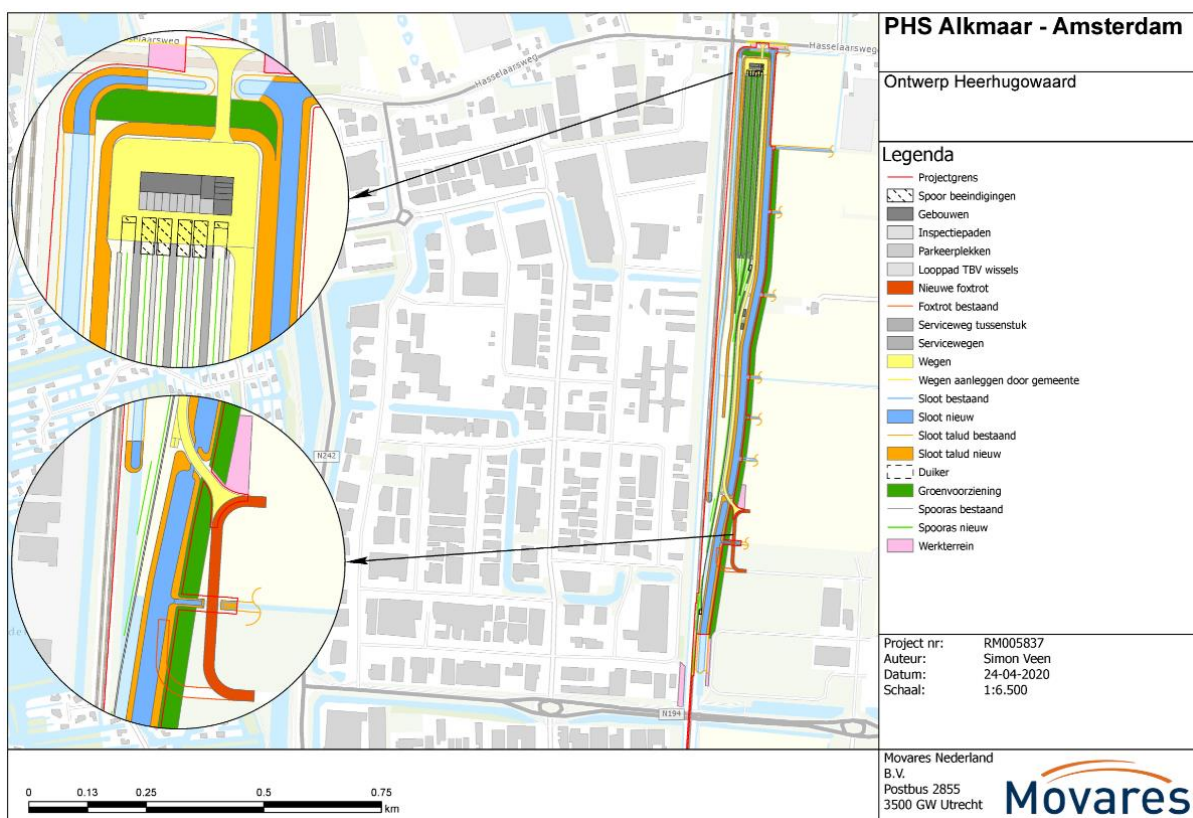 PHS Alkmaar - Amsterdam
Ontwerp Heerhugowaard
Legenda
Projectgrens
Spoor beeindigingen
Gebouwen
Inspectiepaden
Parkeerplekken
Looppad TBV wissels
Nieuwe foxtrot
Foxtrot bestaand
Serviceweg tussenstuk
Servicewegen
Wegen
Wegen aanleggen door gemeente
Sloot bestaand
Sloot nieuw
Sloot talud bestaand
Sloot talud nieuw
Duiker
Groenvoorziening
Spooras bestaand
Spooras nieuw
Werkterrein
Project nr: RM005837
Auteur: Simon Veen
Datum: 24-04-2020
Schaal: 1:6.500
Movares Nederland
B.V.
Postbus 2855
3500 GW Utrecht
Movares
elaarsweg
Hasselaarsweg
Hasselaarsweg
N242
N194
0 0.13 0.25 0.5 0.75
km